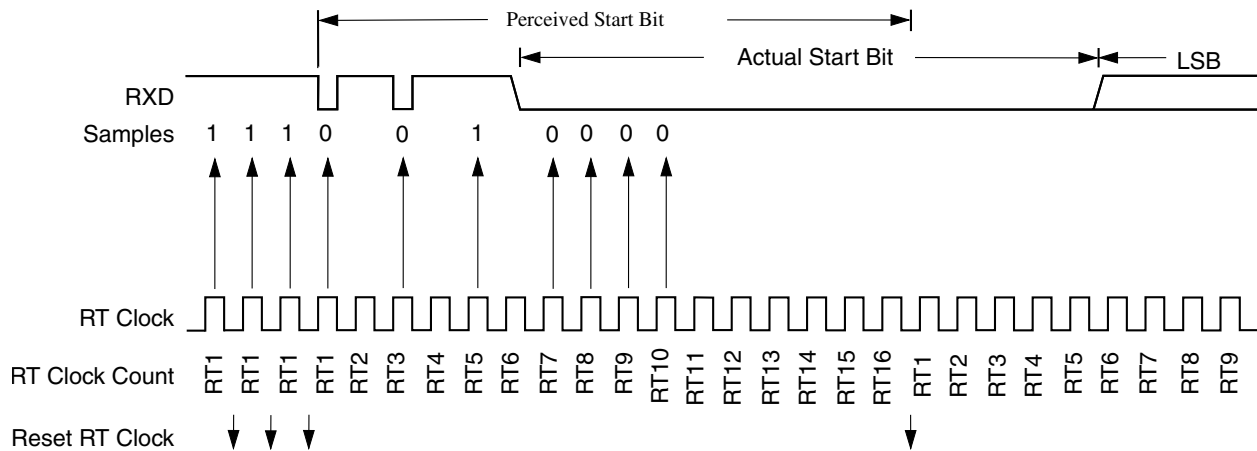 Perceived Start Bit
Actual Start Bit
LSB
RXD
Samples 1 1 1 0 0 1 0 0 0 0
RT Clock
RT Clock Count RT1 RT1 RT1 RT1 RT2 RT3 RT4 RT5 RT6 RT7 RT8 RT9 RT10 RT11 RT12 RT13 RT14 RT15 RT16 RT1 RT2 RT3 RT4 RT5 RT6 RT7 RT8 RT9
Reset RT Clock